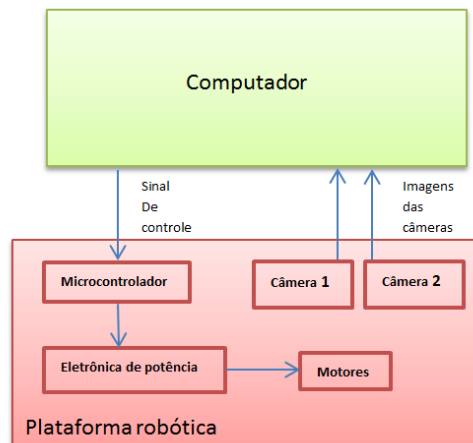 Computador
Sinal
De
controle
Imagens
das
câmeras
Microcontrolador
Câmera 1
Câmera 2
Eletrônica de potência
Motores
Plataforma robótica